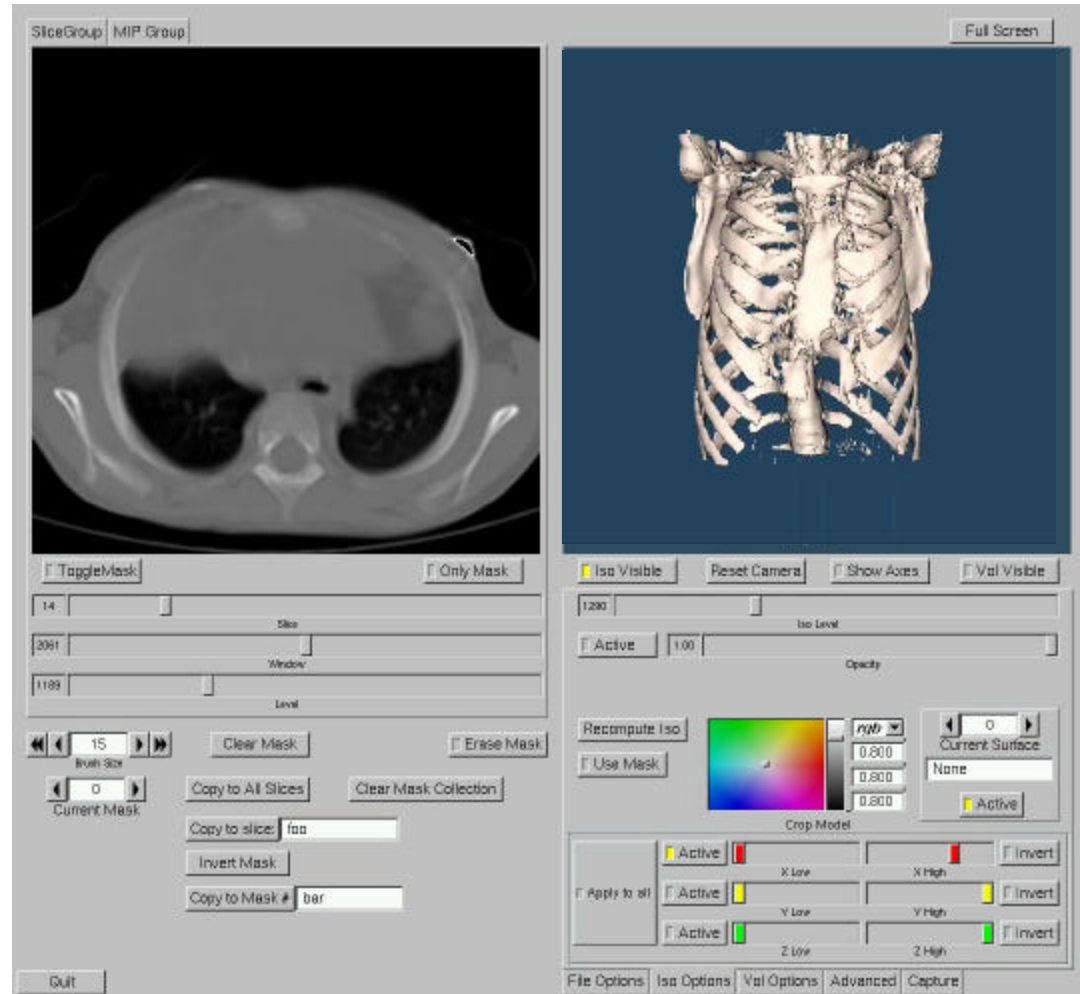 SliceGroup MIP Group Full Screen
ToggleMask Only Mask Iso Visible Reset Camera Show Axes Vol Visible
14
Slice
2061
Window
1189
Level
1290
Iso Level
Active 1.00
Opacity
15 Clear Mask Erase Mask
Brush Size
0 Copy to All Slices Clear Mask Collection
Current Mask
Copy to slice: foo
Invert Mask
Copy to Mask # bar
Recompute Iso rgb 0
Use Mask 0.800 Current Surface
0.800 None
0.800 Active
Crop Model
Apply to all
Active Invert
X Low X High
Active Invert
Y Low Y High
Active Invert
Z Low Z High
Quit File Options Iso Options Vol Options Advanced Capture